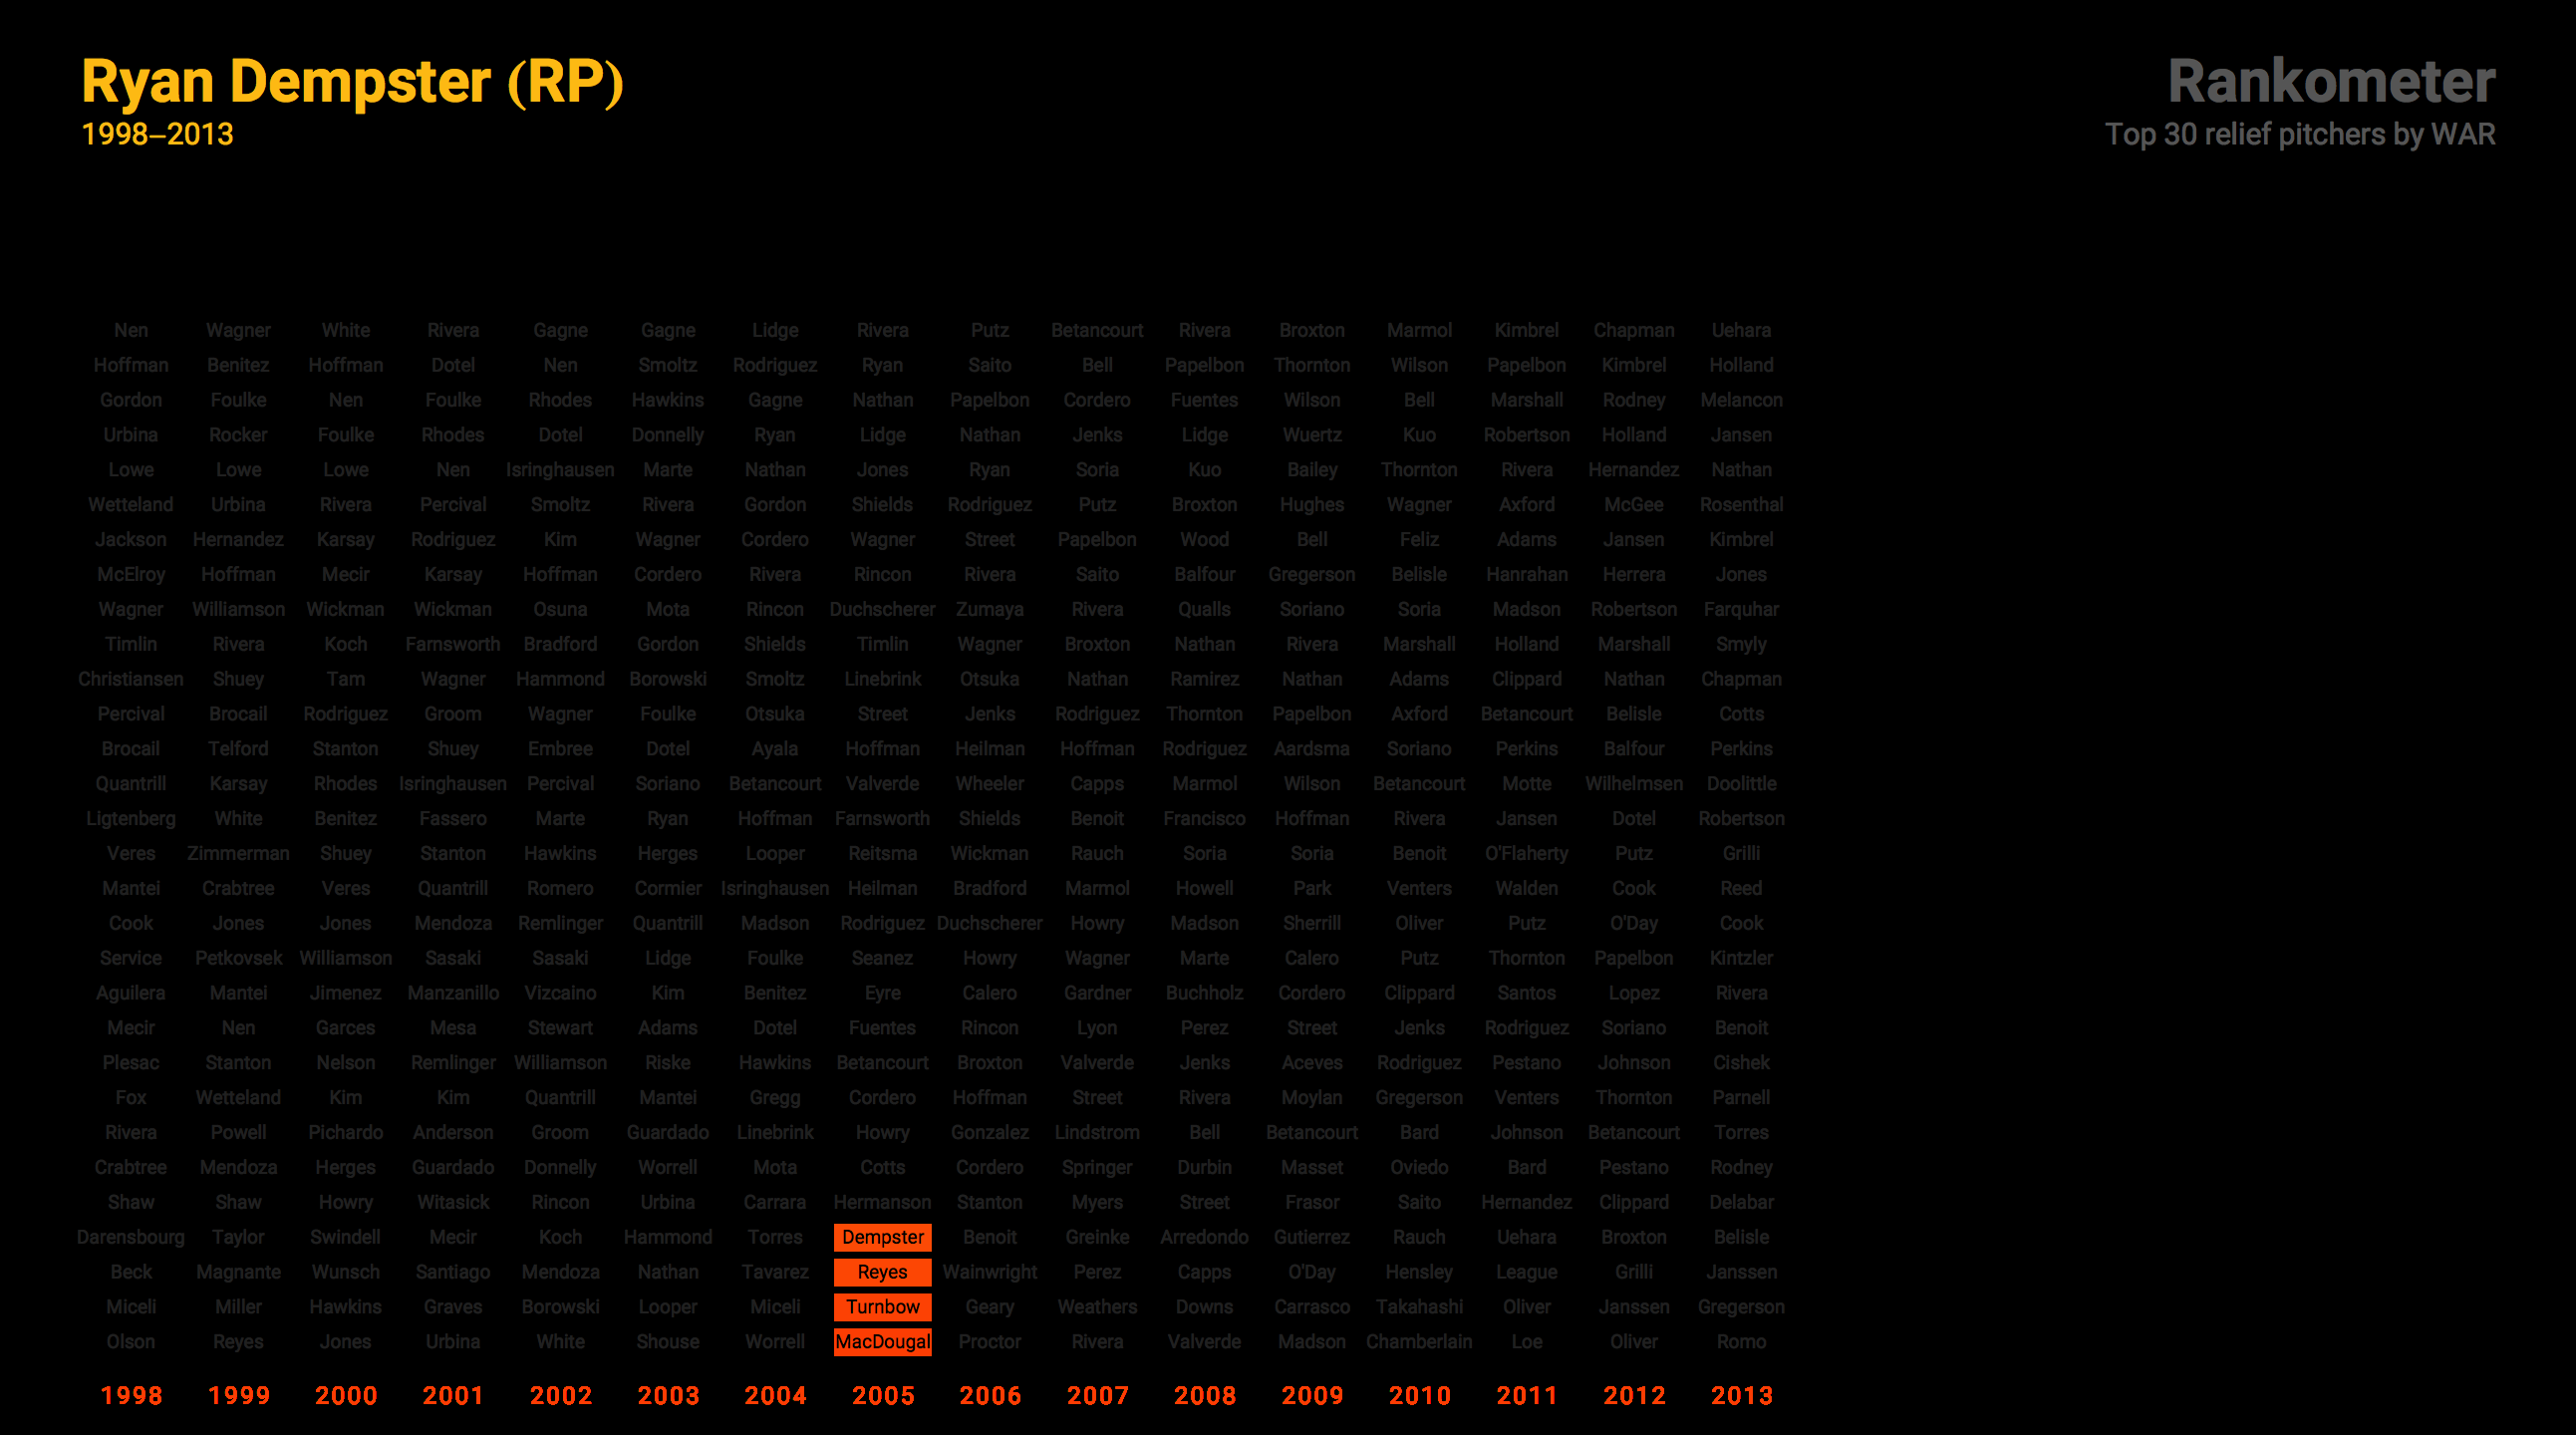 Ryan Dempster (RP)
1998–2013
Rankometer
Top 30 relief pitchers by WAR
Nen Wagner White Rivera Gagne Gagne Lidge Rivera Putz Betancourt Rivera Broxton Marmol Kimbrel Chapman Uehara
Hoffman Benitez Hoffman Dotel Nen Smoltz Rodriguez Ryan Saito Bell Papelbon Thornton Wilson Papelbon Kimbrel Holland
Gordon Foulke Nen Foulke Rhodes Hawkins Gagne Nathan Papelbon Cordero Fuentes Wilson Bell Marshall Rodney Melancon
Urbina Rocker Foulke Rhodes Dotel Donnelly Ryan Lidge Nathan Jenks Lidge Wuertz Kuo Robertson Holland Jansen
Lowe Lowe Lowe Nen Isringhausen Marte Nathan Jones Ryan Soria Kuo Bailey Thornton Rivera Hernandez Nathan
Wetteland Urbina Rivera Percival Smoltz Rivera Gordon Shields Rodriguez Putz Broxton Hughes Wagner Axford McGee Rosenthal
Jackson Hernandez Karsay Rodriguez Kim Wagner Cordero Wagner Street Papelbon Wood Bell Feliz Adams Jansen Kimbrel
McElroy Hoffman Mecir Karsay Hoffman Cordero Rivera Rincon Rivera Saito Balfour Gregerson Belisle Hanrahan Herrera Jones
Wagner Williamson Wickman Wickman Osuna Mota Rincon Duchscherer Zumaya Rivera Qualls Soriano Soria Madson Robertson Farquhar
Timlin Rivera Koch Farnsworth Bradford Gordon Shields Timlin Wagner Broxton Nathan Rivera Marshall Holland Marshall Smyly
Christiansen Shuey Tam Wagner Hammond Borowski Smoltz Linebrink Otsuka Nathan Ramirez Nathan Adams Clippard Nathan Chapman
Percival Brocail Rodriguez Groom Wagner Foulke Otsuka Street Jenks Rodriguez Thornton Papelbon Axford Betancourt Belisle Cotts
Brocail Telford Stanton Shuey Embree Dotel Ayala Hoffman Heilman Hoffman Rodriguez Aardsma Soriano Perkins Balfour Perkins
Quantrill Karsay Rhodes Isringhausen Percival Soriano Betancourt Valverde Wheeler Capps Marmol Wilson Betancourt Motte Wilhelmsen Doolittle
Ligtenberg White Benitez Fassero Marte Ryan Hoffman Farnsworth Shields Benoit Francisco Hoffman Rivera Jansen Dotel Robertson
Veres Zimmerman Shuey Stanton Hawkins Herges Looper Reitsma Wickman Rauch Soria Soria Benoit O'Flaherty Putz Grilli
Mantei Crabtree Veres Quantrill Romero Cormier Isringhausen Heilman Bradford Marmol Howell Park Venters Walden Cook Reed
Cook Jones Jones Mendoza Remlinger Quantrill Madson Rodriguez Duchscherer Howry Madson Sherrill Oliver Putz O'Day Cook
Service Petkovsek Williamson Sasaki Sasaki Lidge Foulke Seanez Howry Wagner Marte Calero Putz Thornton Papelbon Kintzler
Aguilera Mantei Jimenez Manzanillo Vizcaino Kim Benitez Eyre Calero Gardner Buchholz Cordero Clippard Santos Lopez Rivera
Mecir Nen Garces Mesa Stewart Adams Dotel Fuentes Rincon Lyon Perez Street Jenks Rodriguez Soriano Benoit
Plesac Stanton Nelson Remlinger Williamson Riske Hawkins Betancourt Broxton Valverde Jenks Aceves Rodriguez Pestano Johnson Cishek
Fox Wetteland Kim Kim Quantrill Mantei Gregg Cordero Hoffman Street Rivera Moylan Gregerson Venters Thornton Parnell
Rivera Powell Pichardo Anderson Groom Guardado Linebrink Howry Gonzalez Lindstrom Bell Betancourt Bard Johnson Betancourt Torres
Crabtree Mendoza Herges Guardado Donnelly Worrell Mota Cotts Cordero Springer Durbin Masset Oviedo Bard Pestano Rodney
Shaw Shaw Howry Witasick Rincon Urbina Carrara Hermanson Stanton Myers Street Frasor Saito Hernandez Clippard Delabar
Darensbourg Taylor Swindell Mecir Koch Hammond Torres Dempster Benoit Greinke Arredondo Gutierrez Rauch Uehara Broxton Belisle
Beck Magnante Wunsch Santiago Mendoza Nathan Tavarez Reyes Wainwright Perez Capps O'Day Hensley League Grilli Janssen
Miceli Miller Hawkins Graves Borowski Looper Miceli Turnbow Geary Weathers Downs Carrasco Takahashi Oliver Janssen Gregerson
Olson Reyes Jones Urbina White Shouse Worrell MacDougal Proctor Rivera Valverde Madson Chamberlain Loe Oliver Romo
1998 1999 2000 2001 2002 2003 2004 2005 2006 2007 2008 2009 2010 2011 2012 2013